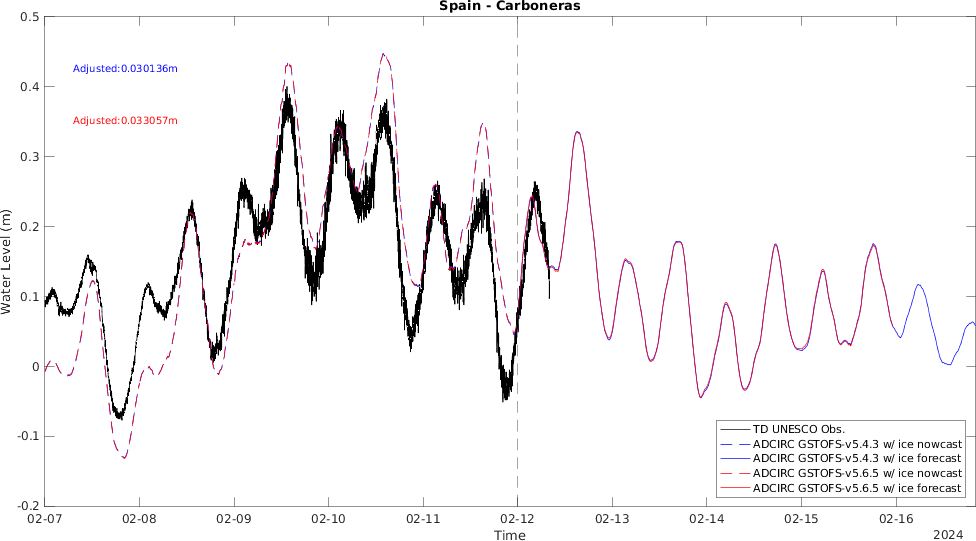 Spain - Carboneras
0.5
0.4
0.3
0.2
0.1
0
-0.1
-0.2
Water Level (m)
Adjusted:0.030136m
Adjusted:0.033057m
TD UNESCO Obs.
ADCIRC GSTOFS-v5.4.3 w/ ice nowcast
ADCIRC GSTOFS-v5.4.3 w/ ice forecast
ADCIRC GSTOFS-v5.6.5 w/ ice nowcast
ADCIRC GSTOFS-v5.6.5 w/ ice forecast
02-07 02-08 02-09 02-10 02-11 02-12 02-13 02-14 02-15 02-16
Time
2024